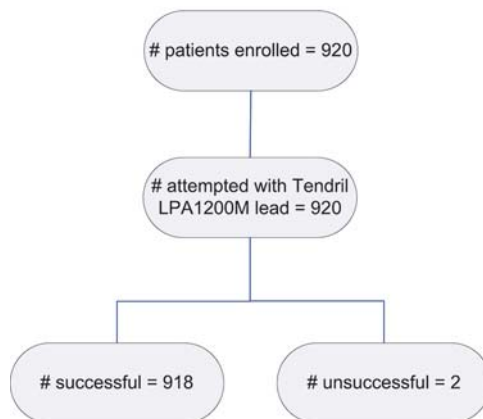 # patients enrolled = 920
# attempted with Tendril
LPA1200M lead = 920
# successful = 918
# unsuccessful = 2